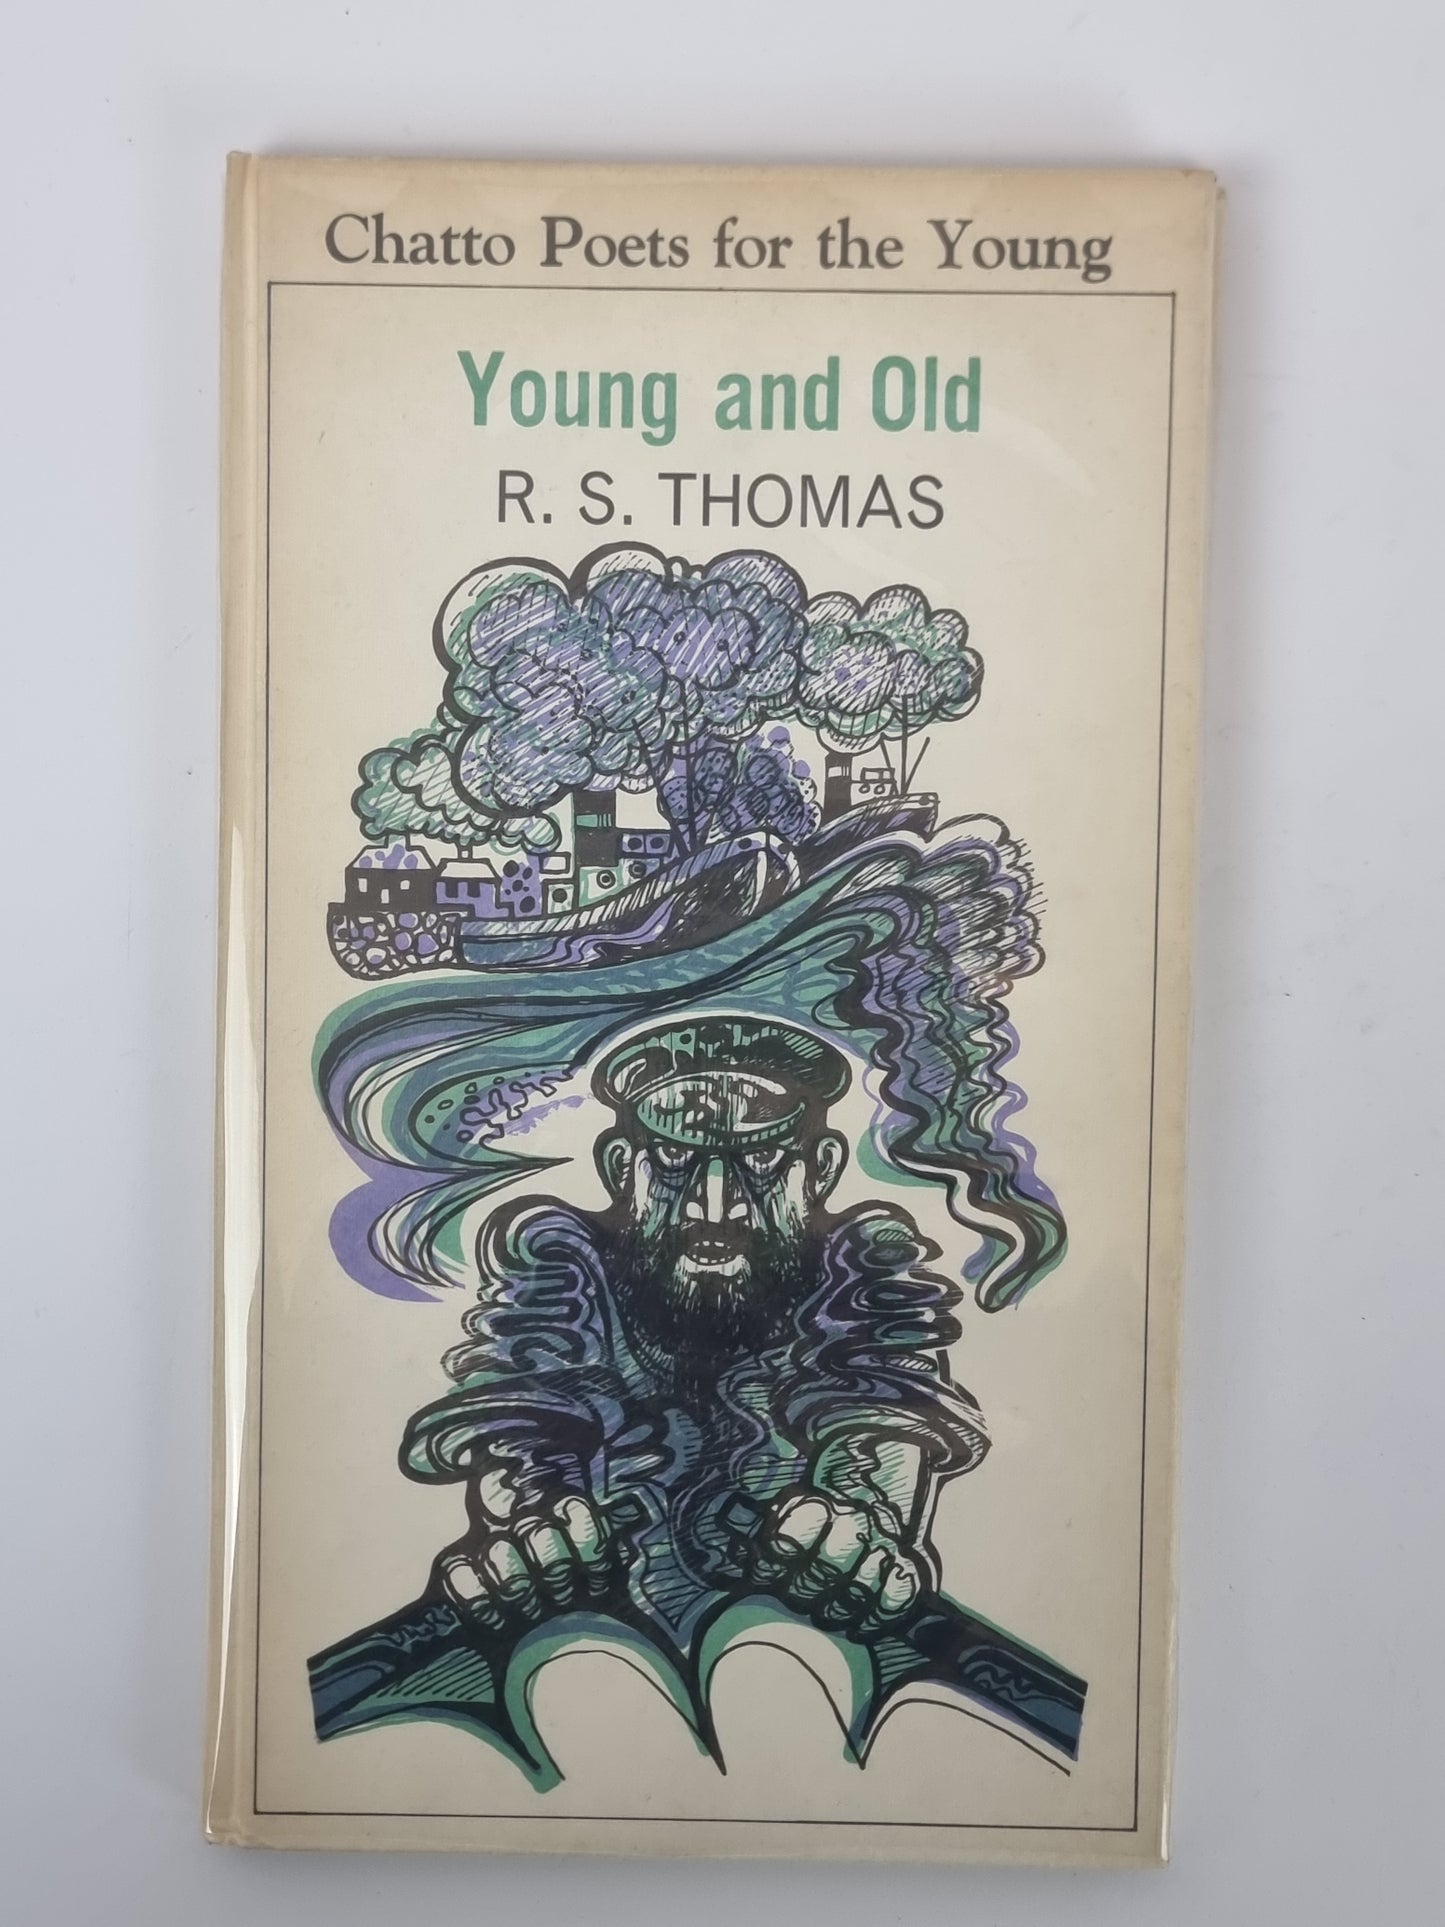 Chatto Poets for the Young
Young and Old
R. S. THOMAS